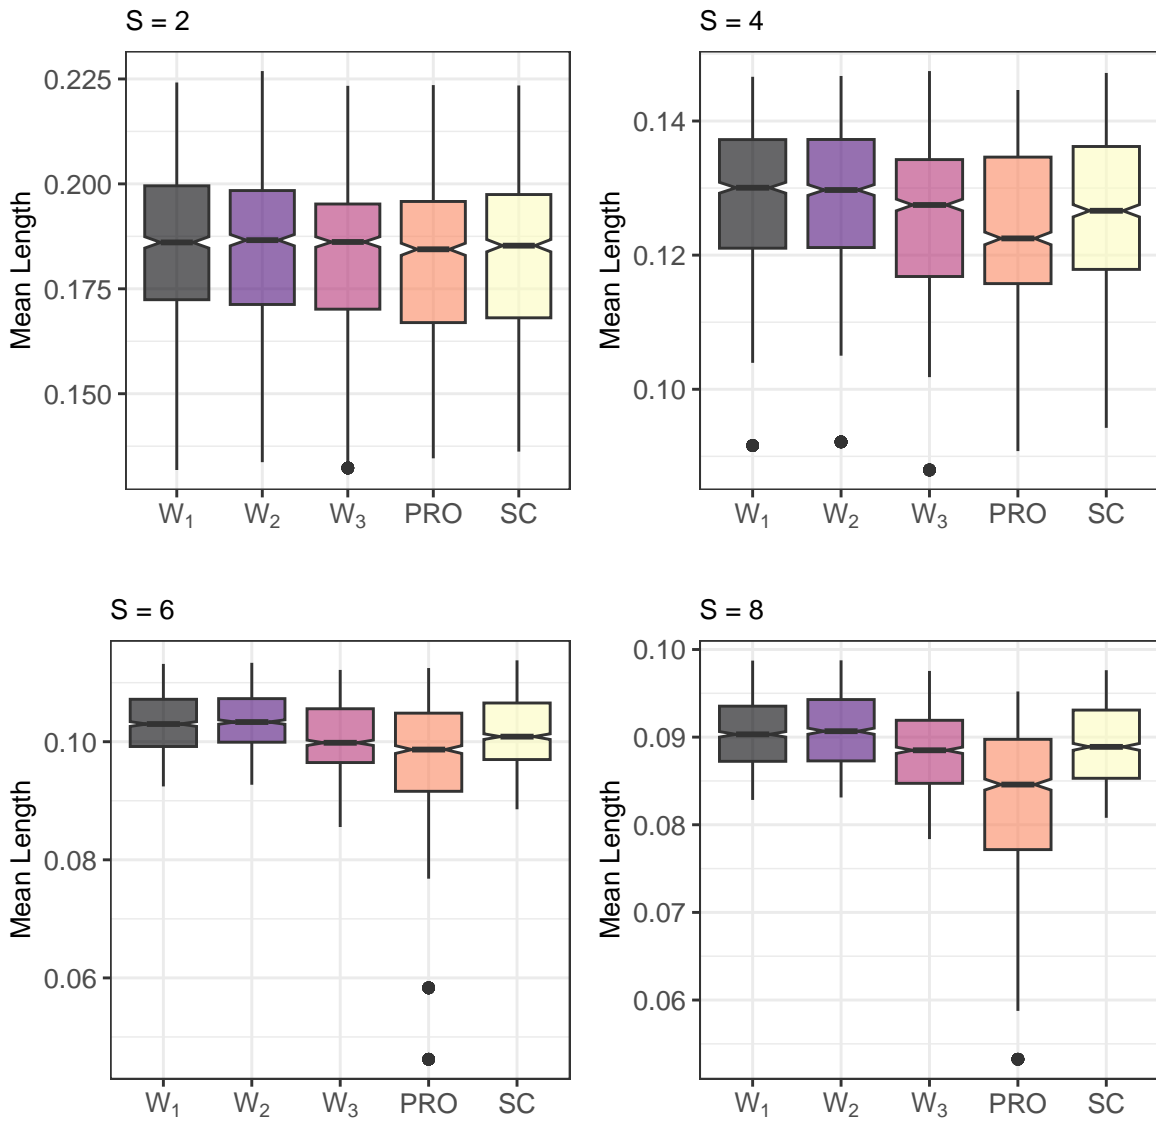 S = 2
Mean Length
0.225
0.200
0.175
0.150
W₁ W₂ W₃ PRO SC
S = 4
Mean Length
0.14
0.12
0.10
W₁ W₂ W₃ PRO SC
S = 6
Mean Length
0.10
0.08
0.06
W₁ W₂ W₃ PRO SC
S = 8
Mean Length
0.10
0.09
0.08
0.07
0.06
W₁ W₂ W₃ PRO SC